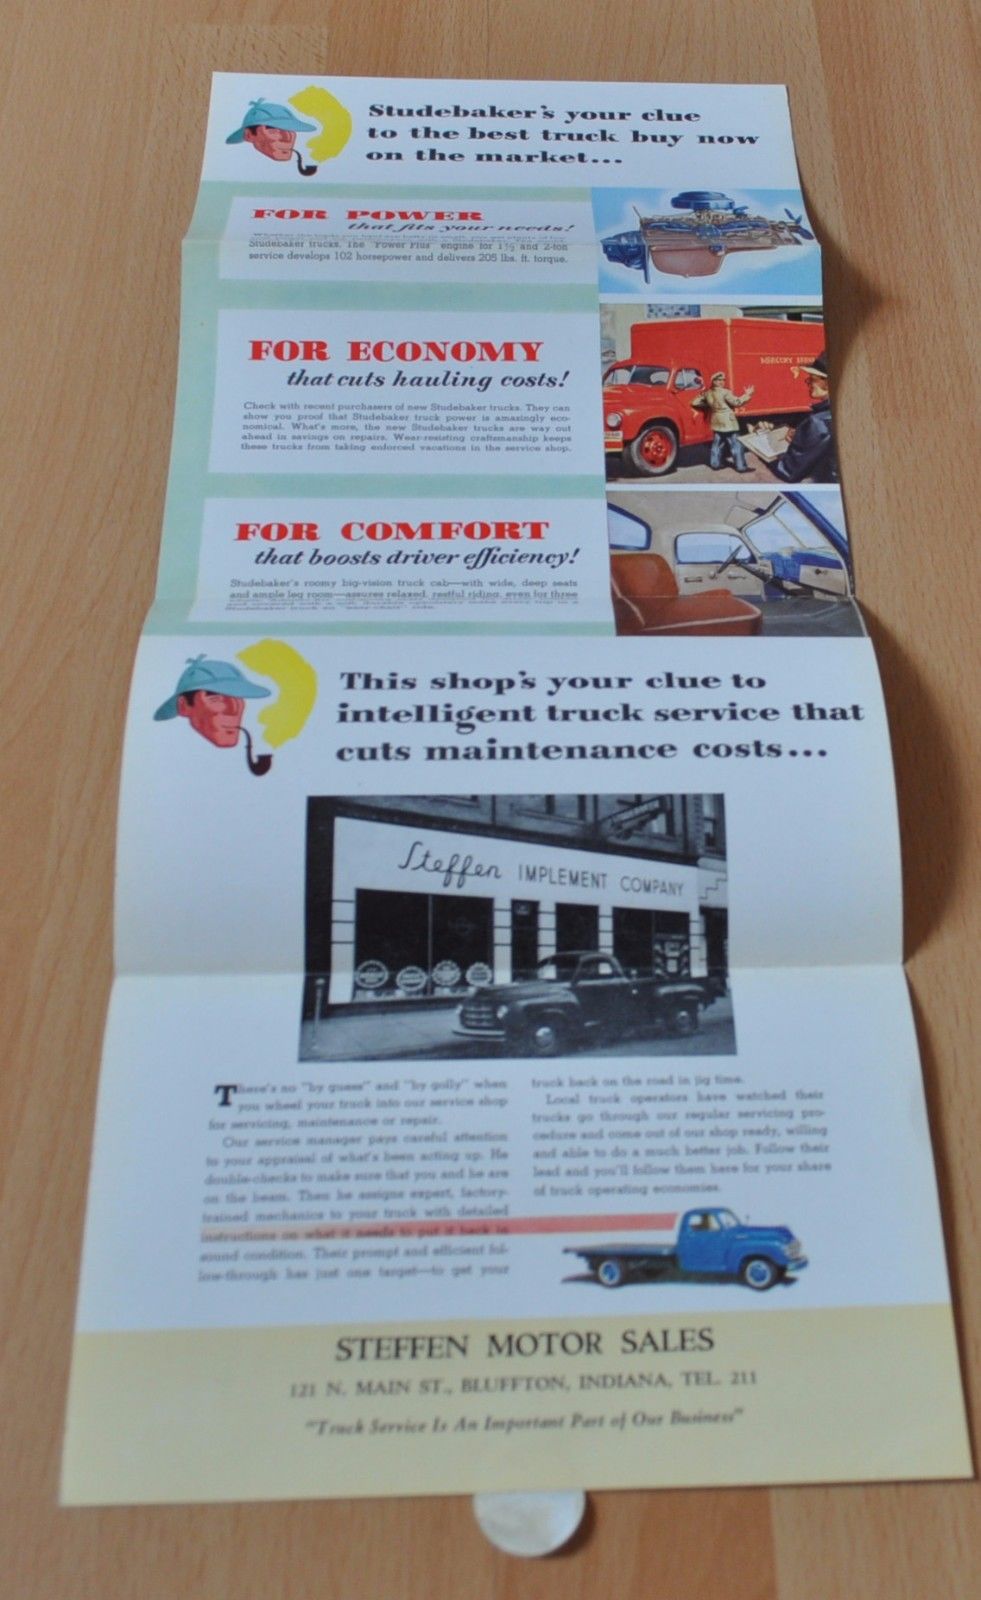 Studebaker's your clue
to the best truck buy now
on the market...
FOR POWER
that fits your needs!
Studebaker trucks. The "Power Plus" engine for 1½ and 2-ton
service develops 102 horsepower and delivers 205 lbs. ft. torque.
FOR ECONOMY
that cuts hauling costs!
Check with recent purchasers of new Studebaker trucks. They can
show you proof that Studebaker truck power is amazingly eco-
nomical. What's more, the new Studebaker trucks are way out
ahead in savings on repairs. Wear-resisting craftsmanship keeps
these trucks from taking enforced vacations in the service shop.
MERCURY
FOR COMFORT
that boosts driver efficiency!
Studebaker's roomy big-vision truck cab—with wide, deep seats
and ample leg room—assures relaxed, restful riding, even for three
This shop's your clue to
intelligent truck service that
cuts maintenance costs...
Steffen IMPLEMENT COMPANY
There's no "by guess" and "by golly" when
you wheel your truck into our service shop
for servicing, maintenance or repair.
Our service manager pays careful attention
to your appraisal of what's been acting up. He
double-checks to make sure that you and he are
on the beam. Then he assigns expert, factory-
trained mechanics to your truck with detailed
instructions on what it needs to put it back in
sound condition. Their prompt and efficient fol-
low-through has just one target—to get your
truck back on the road in jig time.
Local truck operators have watched their
trucks go through our regular servicing pro-
cedure and come out of our shop ready, willing
and able to do a much better job. Follow their
lead and you'll follow them here for your share
of truck operating economies.
STEFFEN MOTOR SALES
121 N. MAIN ST., BLUFFTON, INDIANA, TEL. 211
"Truck Service Is An Important Part of Our Business"